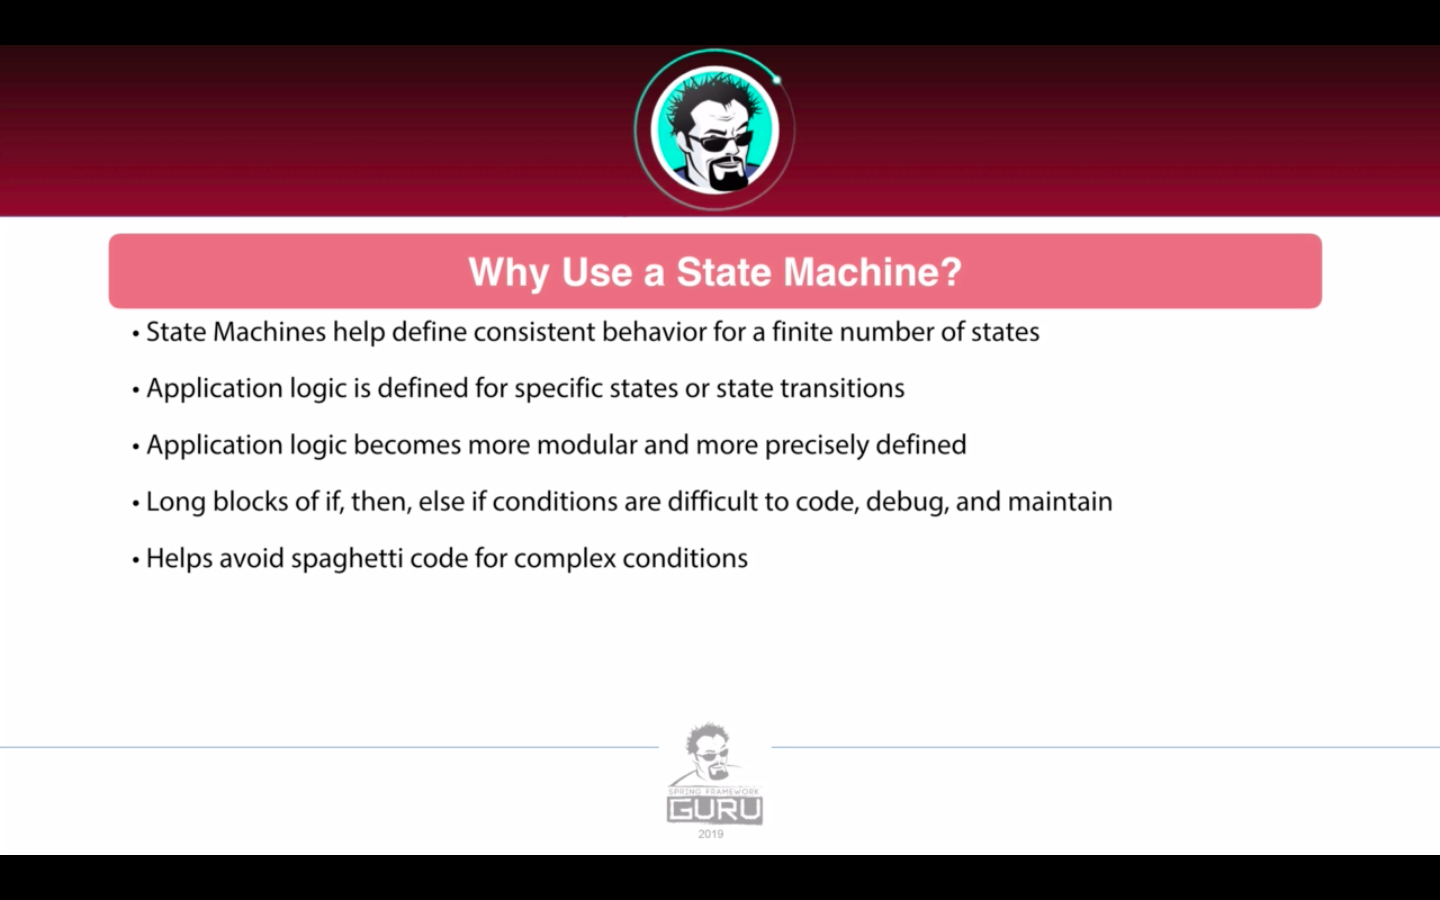 Why Use a State Machine?
• State Machines help define consistent behavior for a finite number of states
• Application logic is defined for specific states or state transitions
• Application logic becomes more modular and more precisely defined
• Long blocks of if, then, else if conditions are difficult to code, debug, and maintain
• Helps avoid spaghetti code for complex conditions
SPRING FRAMEWORK
GURU
2019